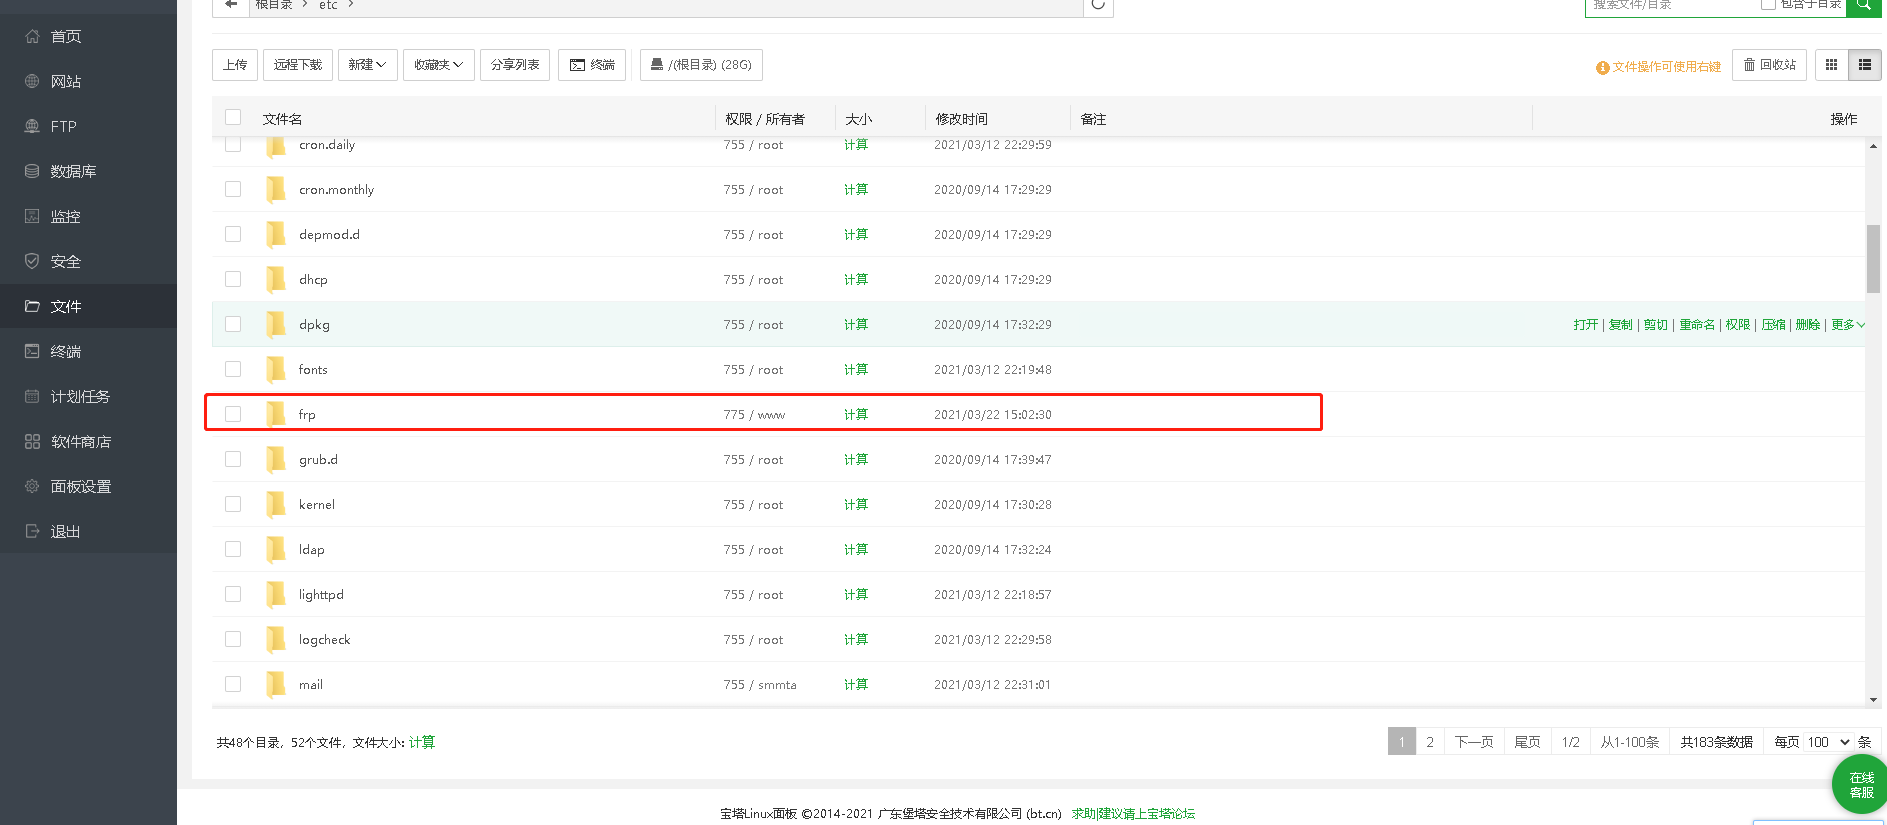 根目录 > etc >
搜索文件/目录 包含子目录
首页
网站
FTP
数据库
监控
安全
文件
终端
计划任务
软件商店
面板设置
退出
上传 远程下载 新建 收藏夹 分享列表 终端 /(根目录) (28G) 文件操作可使用右键 回收站
文件名 权限 / 所有者 大小 修改时间 备注 操作
cron.daily 755 / root 计算 2021/03/12 22:29:59
cron.monthly 755 / root 计算 2020/09/14 17:29:29
depmod.d 755 / root 计算 2020/09/14 17:29:29
dhcp 755 / root 计算 2020/09/14 17:29:29
dpkg 755 / root 计算 2020/09/14 17:32:29 打开 | 复制 | 剪切 | 重命名 | 权限 | 压缩 | 删除 | 更多
fonts 755 / root 计算 2021/03/12 22:19:48
frp 775 / www 计算 2021/03/22 15:02:30
grub.d 755 / root 计算 2020/09/14 17:39:47
kernel 755 / root 计算 2020/09/14 17:30:28
ldap 755 / root 计算 2020/09/14 17:32:24
lighttpd 755 / root 计算 2021/03/12 22:18:57
logcheck 755 / root 计算 2021/03/12 22:29:58
mail 755 / smmta 计算 2021/03/12 22:31:01
共48个目录，52个文件，文件大小: 计算 1 2 下一页 尾页 1/2 从1-100条 共183条数据 每页 100 条
在线
客服
宝塔Linux面板 ©2014-2021 广东堡塔安全技术有限公司 (bt.cn) 求助|建议请上宝塔论坛